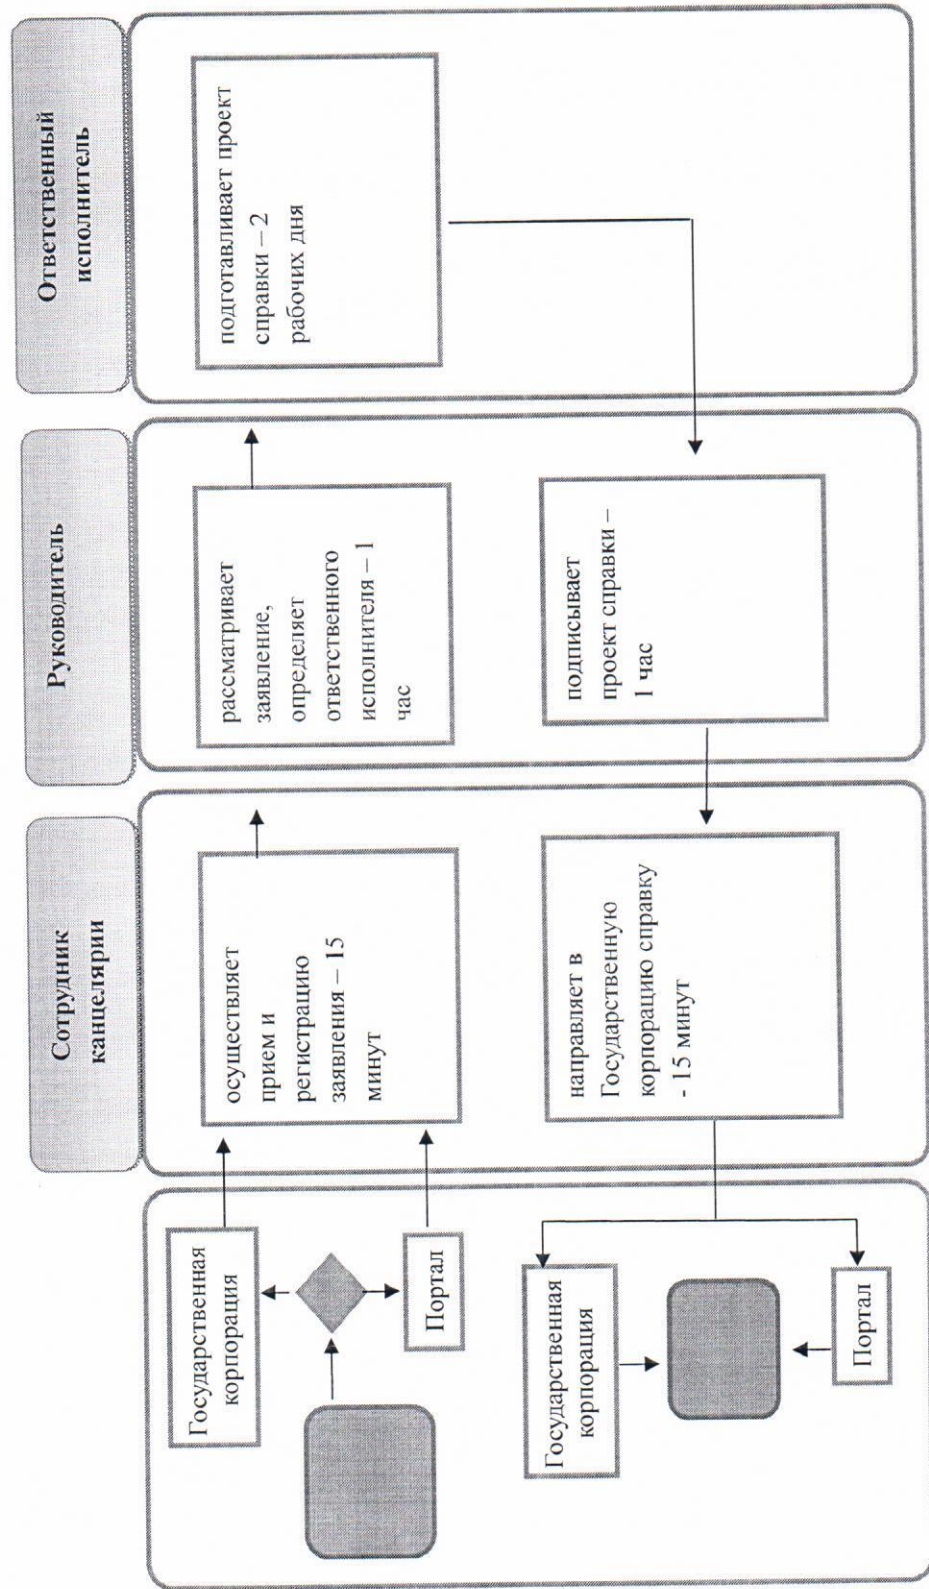 Сотрудник
канцелярии
Руководитель
Ответственный
исполнитель
Государственная
корпорация
Портал
осуществляет
прием и
регистрацию
заявления – 15
минут
рассматривает
заявление,
определяет
ответственного
исполнителя – 1
час
подготавливает проект
справки – 2
рабочих дня
Государственная
корпорация
Портал
направляет в
Государственную
корпорацию справку
- 15 минут
подписывает
проект справки –
1 час